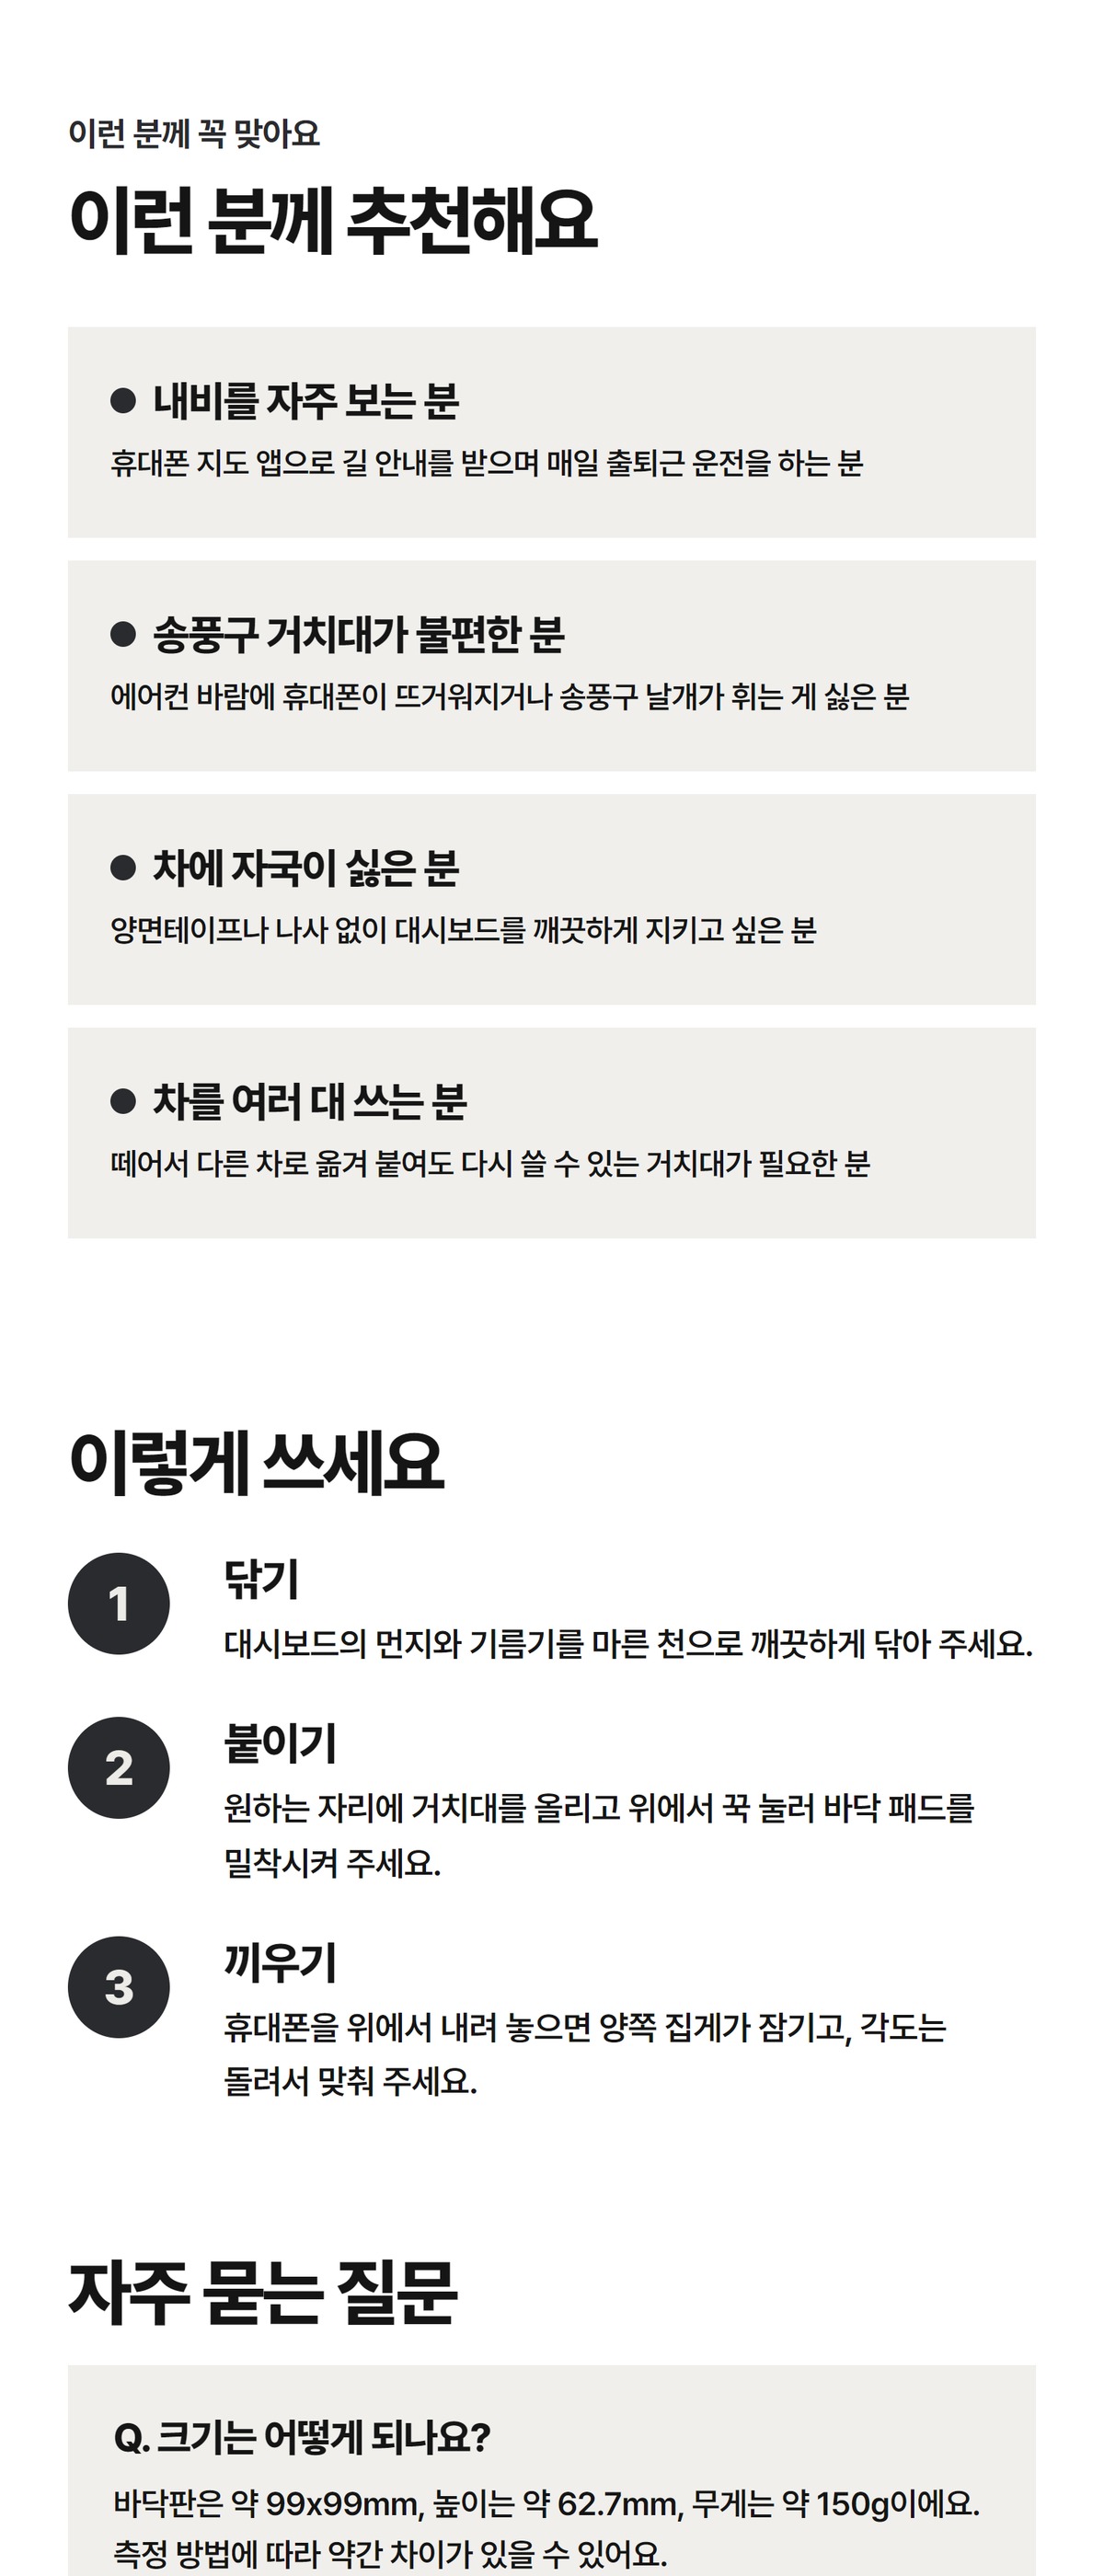 이런 분께 꼭 맞아요
이런 분께 추천해요
내비를 자주 보는 분
휴대폰 지도 앱으로 길 안내를 받으며 매일 출퇴근 운전을 하는 분
송풍구 거치대가 불편한 분
에어컨 바람에 휴대폰이 뜨거워지거나 송풍구 날개가 휘는 게 싫은 분
차에 자국이 싫은 분
양면테이프나 나사 없이 대시보드를 깨끗하게 지키고 싶은 분
차를 여러 대 쓰는 분
떼어서 다른 차로 옮겨 붙여도 다시 쓸 수 있는 거치대가 필요한 분
이렇게 쓰세요
1
닦기
대시보드의 먼지와 기름기를 마른 천으로 깨끗하게 닦아 주세요.
2
붙이기
원하는 자리에 거치대를 올리고 위에서 꾹 눌러 바닥 패드를
밀착시켜 주세요.
3
끼우기
휴대폰을 위에서 내려 놓으면 양쪽 집게가 잠기고, 각도는
돌려서 맞춰 주세요.
자주 묻는 질문
Q. 크기는 어떻게 되나요?
바닥판은 약 99x99mm, 높이는 약 62.7mm, 무게는 약 150g이에요.
측정 방법에 따라 약간 차이가 있을 수 있어요.